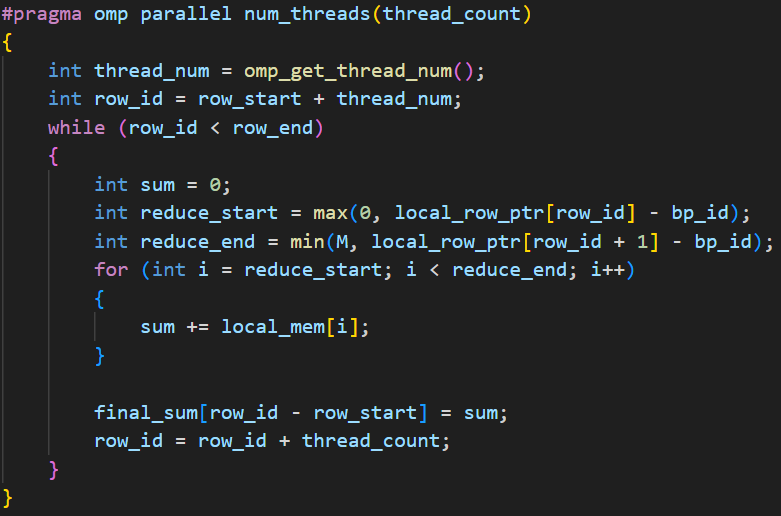 #pragma omp parallel num_threads(thread_count)
{
    int thread_num = omp_get_thread_num();
    int row_id = row_start + thread_num;
    while (row_id < row_end)
    {
        int sum = 0;
        int reduce_start = max(0, local_row_ptr[row_id] - bp_id);
        int reduce_end = min(M, local_row_ptr[row_id + 1] - bp_id);
        for (int i = reduce_start; i < reduce_end; i++)
        {
            sum += local_mem[i];
        }

        final_sum[row_id - row_start] = sum;
        row_id = row_id + thread_count;
    }
}